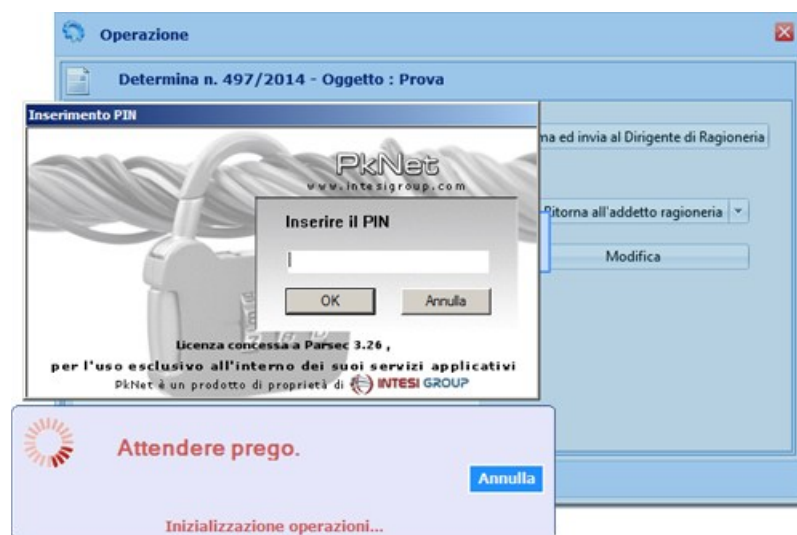 Operazione
Determina n. 497/2014 - Oggetto : Prova
Inserimento PIN
ed invia al Dirigente di Ragioneria
PkNet
www.intesigroup.com
Inserire il PIN
Ritorna all'addetto ragioneria
Modifica
OK
Annulla
Licenza concessa a Parsec 3.26 ,
per l'uso esclusivo all'interno dei suoi servizi applicativi
PkNet è un prodotto di proprietà di INTESI GROUP
Attendere prego.
Annulla
Inizializzazione operazioni...